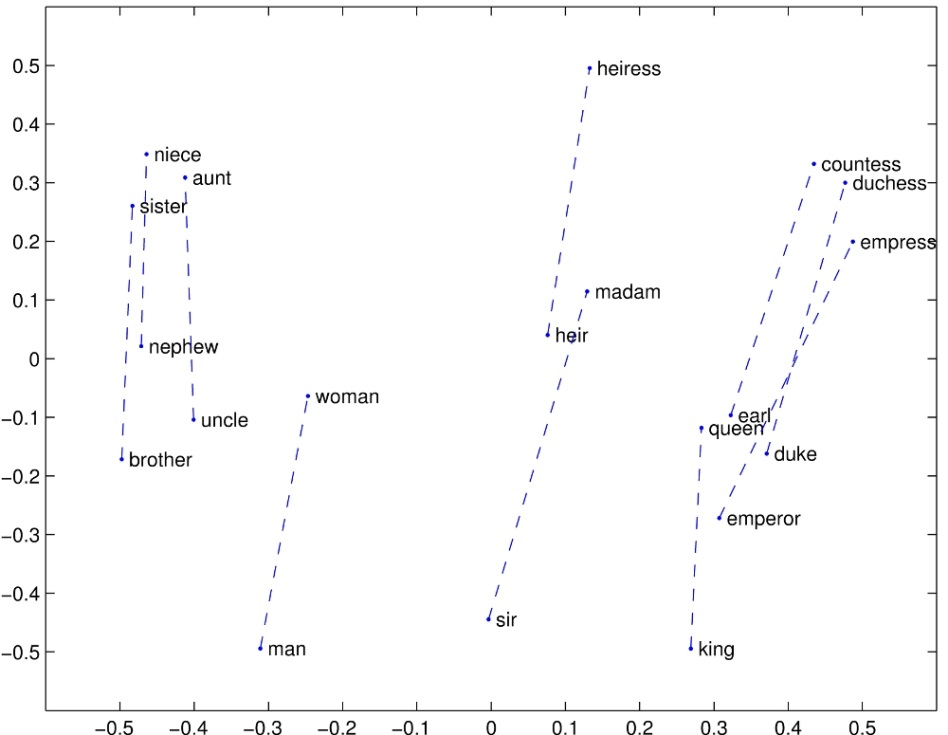 heiress
0.5
0.4
niece
countess
0.3
aunt
duchess
sister
0.2
empress
0.1
madam
heir
0
nephew
woman
−0.1
earl
uncle
queen
brother
duke
−0.2
emperor
−0.3
−0.4
sir
−0.5
man
king
−0.5 −0.4 −0.3 −0.2 −0.1 0 0.1 0.2 0.3 0.4 0.5